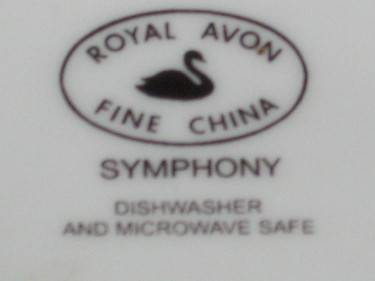 ROYAL AVON
FINE CHINA
SYMPHONY
DISHWASHER
AND MICROWAVE SAFE